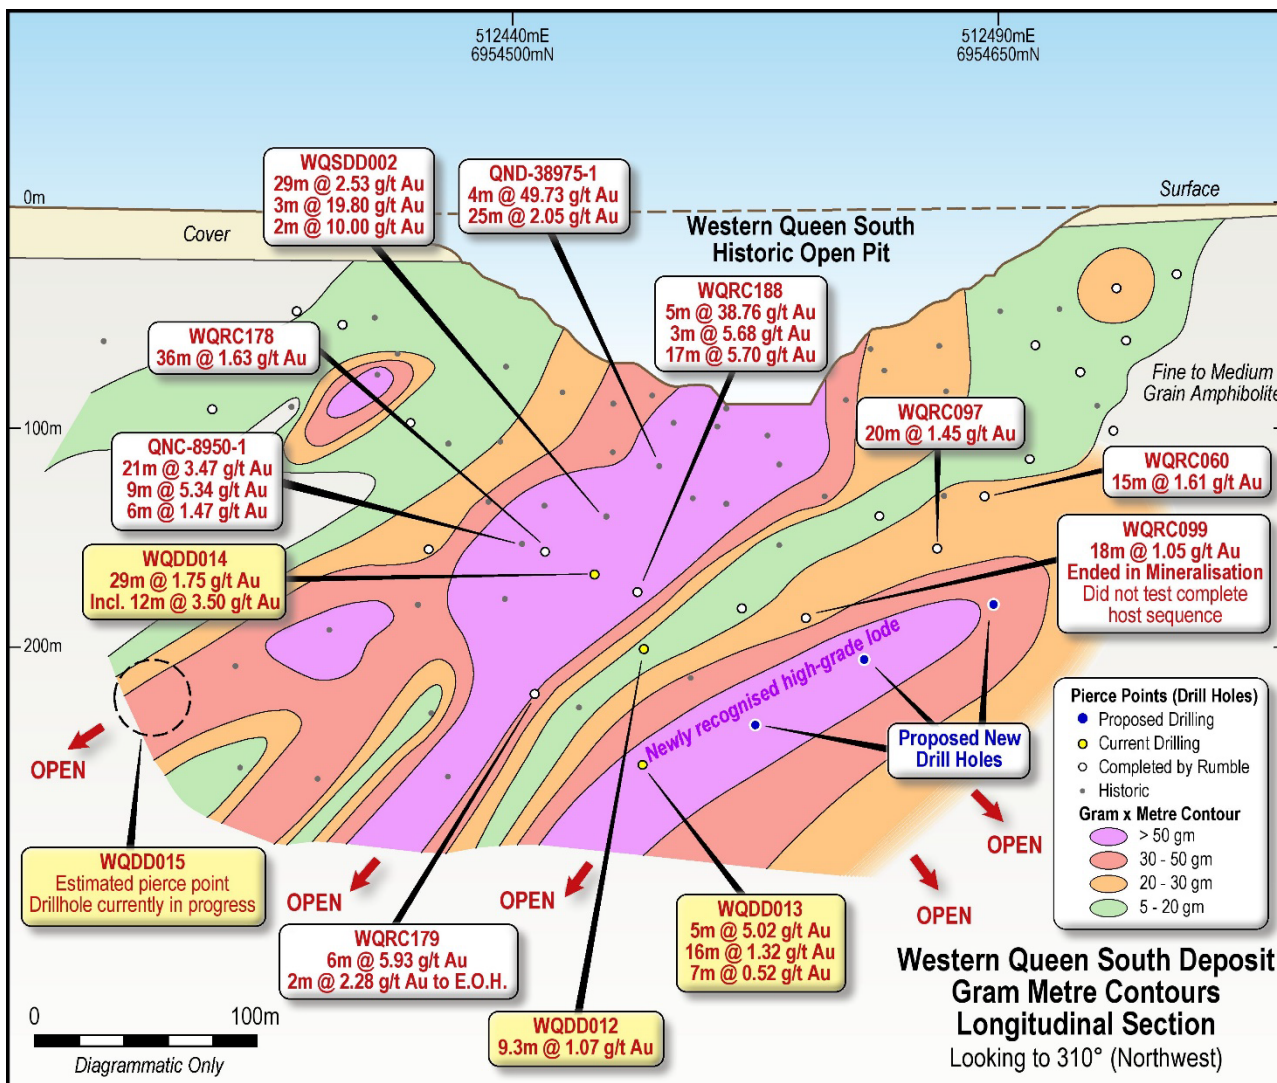 512440mE
6954500mN
512490mE
6954650mN
WQSDD002
29m @ 2.53 g/t Au
3m @ 19.80 g/t Au
2m @ 10.00 g/t Au
QND-38975-1
4m @ 49.73 g/t Au
25m @ 2.05 g/t Au
0m
Surface
Cover
Western Queen South
Historic Open Pit
WQRC188
5m @ 38.76 g/t Au
3m @ 5.68 g/t Au
17m @ 5.70 g/t Au
WQRC178
36m @ 1.63 g/t Au
Fine to Medium
Grain Amphibolite
WQRC097
20m @ 1.45 g/t Au
100m
QNC-8950-1
21m @ 3.47 g/t Au
9m @ 5.34 g/t Au
6m @ 1.47 g/t Au
WQRC060
15m @ 1.61 g/t Au
WQRC099
18m @ 1.05 g/t Au
Ended in Mineralisation
Did not test complete
host sequence
WQDD014
29m @ 1.75 g/t Au
Incl. 12m @ 3.50 g/t Au
200m
Newly recognised high-grade lode
Proposed New
Drill Holes
Pierce Points (Drill Holes)
Proposed Drilling
Current Drilling
Completed by Rumble
Historic
Gram x Metre Contour
> 50 gm
30 - 50 gm
20 - 30 gm
5 - 20 gm
OPEN
OPEN
OPEN
OPEN
OPEN
WQDD015
Estimated pierce point
Drillhole currently in progress
WQRC179
6m @ 5.93 g/t Au
2m @ 2.28 g/t Au to E.O.H.
WQDD013
5m @ 5.02 g/t Au
16m @ 1.32 g/t Au
7m @ 0.52 g/t Au
WQDD012
9.3m @ 1.07 g/t Au
Western Queen South Deposit
Gram Metre Contours
Longitudinal Section
Looking to 310° (Northwest)
0
100m
Diagrammatic Only